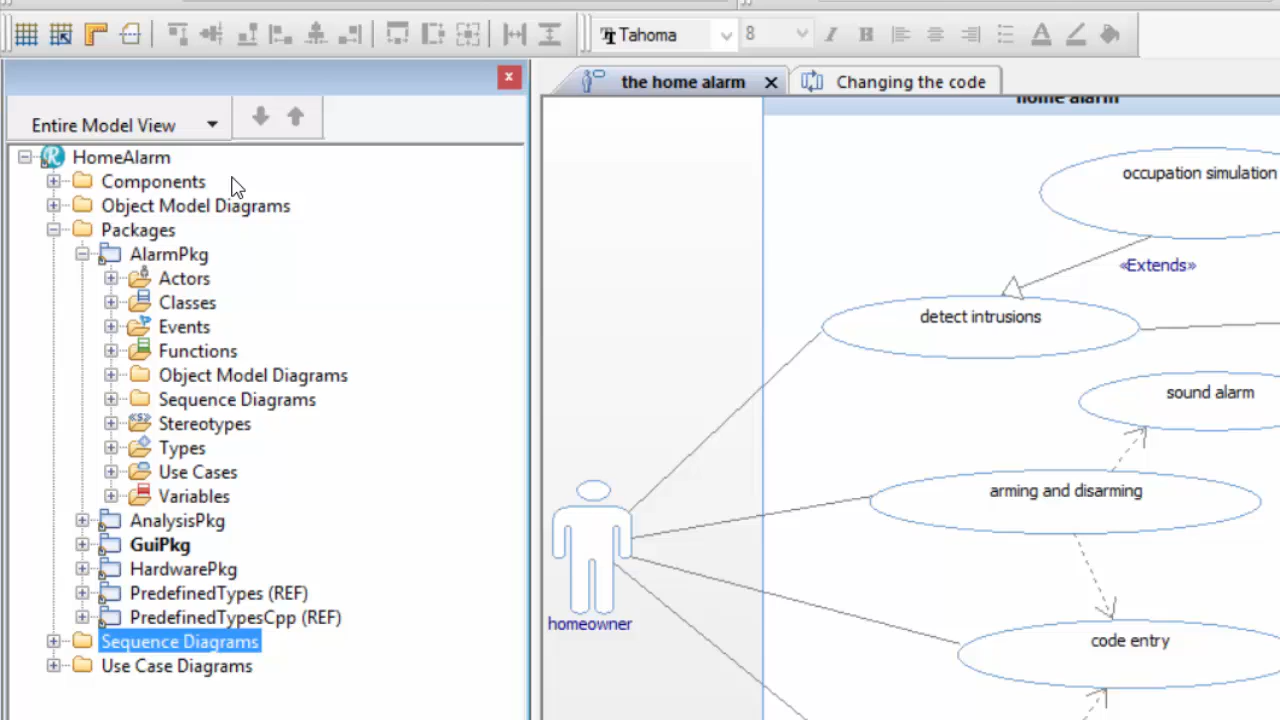 Tahoma
8
the home alarm
Changing the code
Entire Model View
HomeAlarm
Components
Object Model Diagrams
Packages
AlarmPkg
Actors
Classes
Events
Functions
Object Model Diagrams
Sequence Diagrams
Stereotypes
Types
Use Cases
Variables
AnalysisPkg
GuiPkg
HardwarePkg
PredefinedTypes (REF)
PredefinedTypesCpp (REF)
Sequence Diagrams
Use Case Diagrams
home alarm
occupation simulation
«Extends»
detect intrusions
sound alarm
arming and disarming
homeowner
code entry